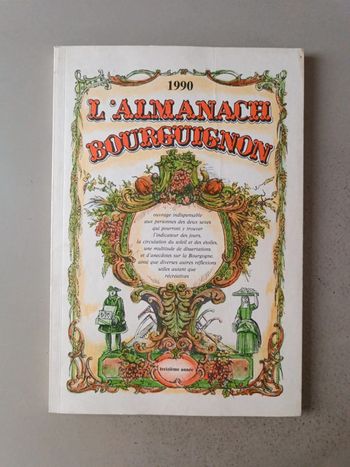 1990
L'ALMANACH
BOURGUIGNON
ouvrage indispensable
aux personnes des deux sexes
qui pourront y trouver
l'indicateur des jours,
la circulation du soleil et des étoiles,
une multitude de dissertations
et d'anecdotes sur la Bourgogne,
ainsi que diverses autres réflexions
utiles autant que
récréatives
treizième année